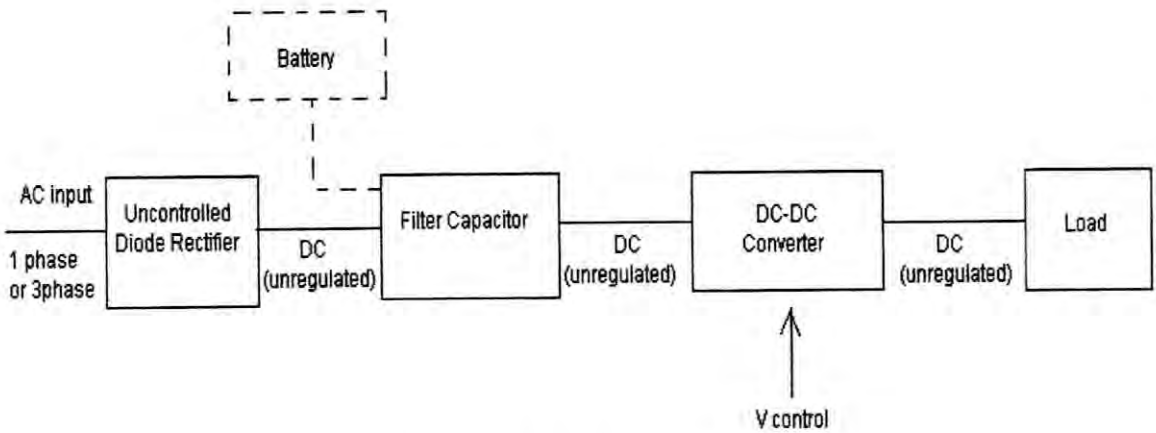 Battery
AC input
1 phase
or 3phase
Uncontrolled
Diode Rectifier
DC
(unregulated)
Filter Capacitor
DC
(unregulated)
DC-DC
Converter
DC
(unregulated)
Load
V control